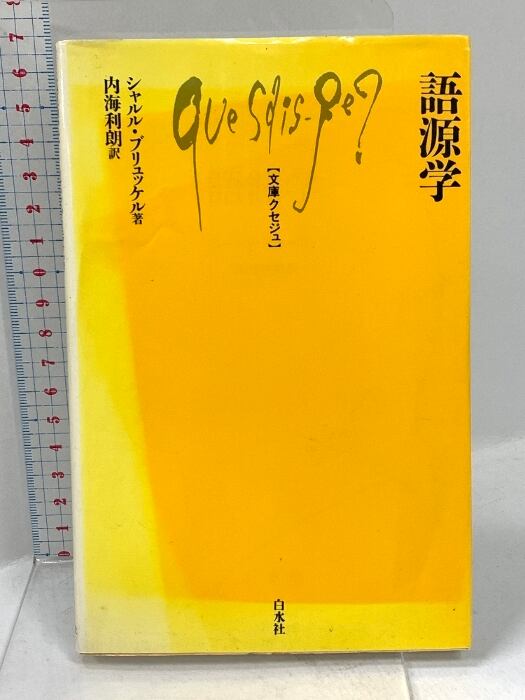 語源学
Que sais-je?
【文庫クセジュ】
シャルル・ブリュッケル著
内海利朗訳
白水社